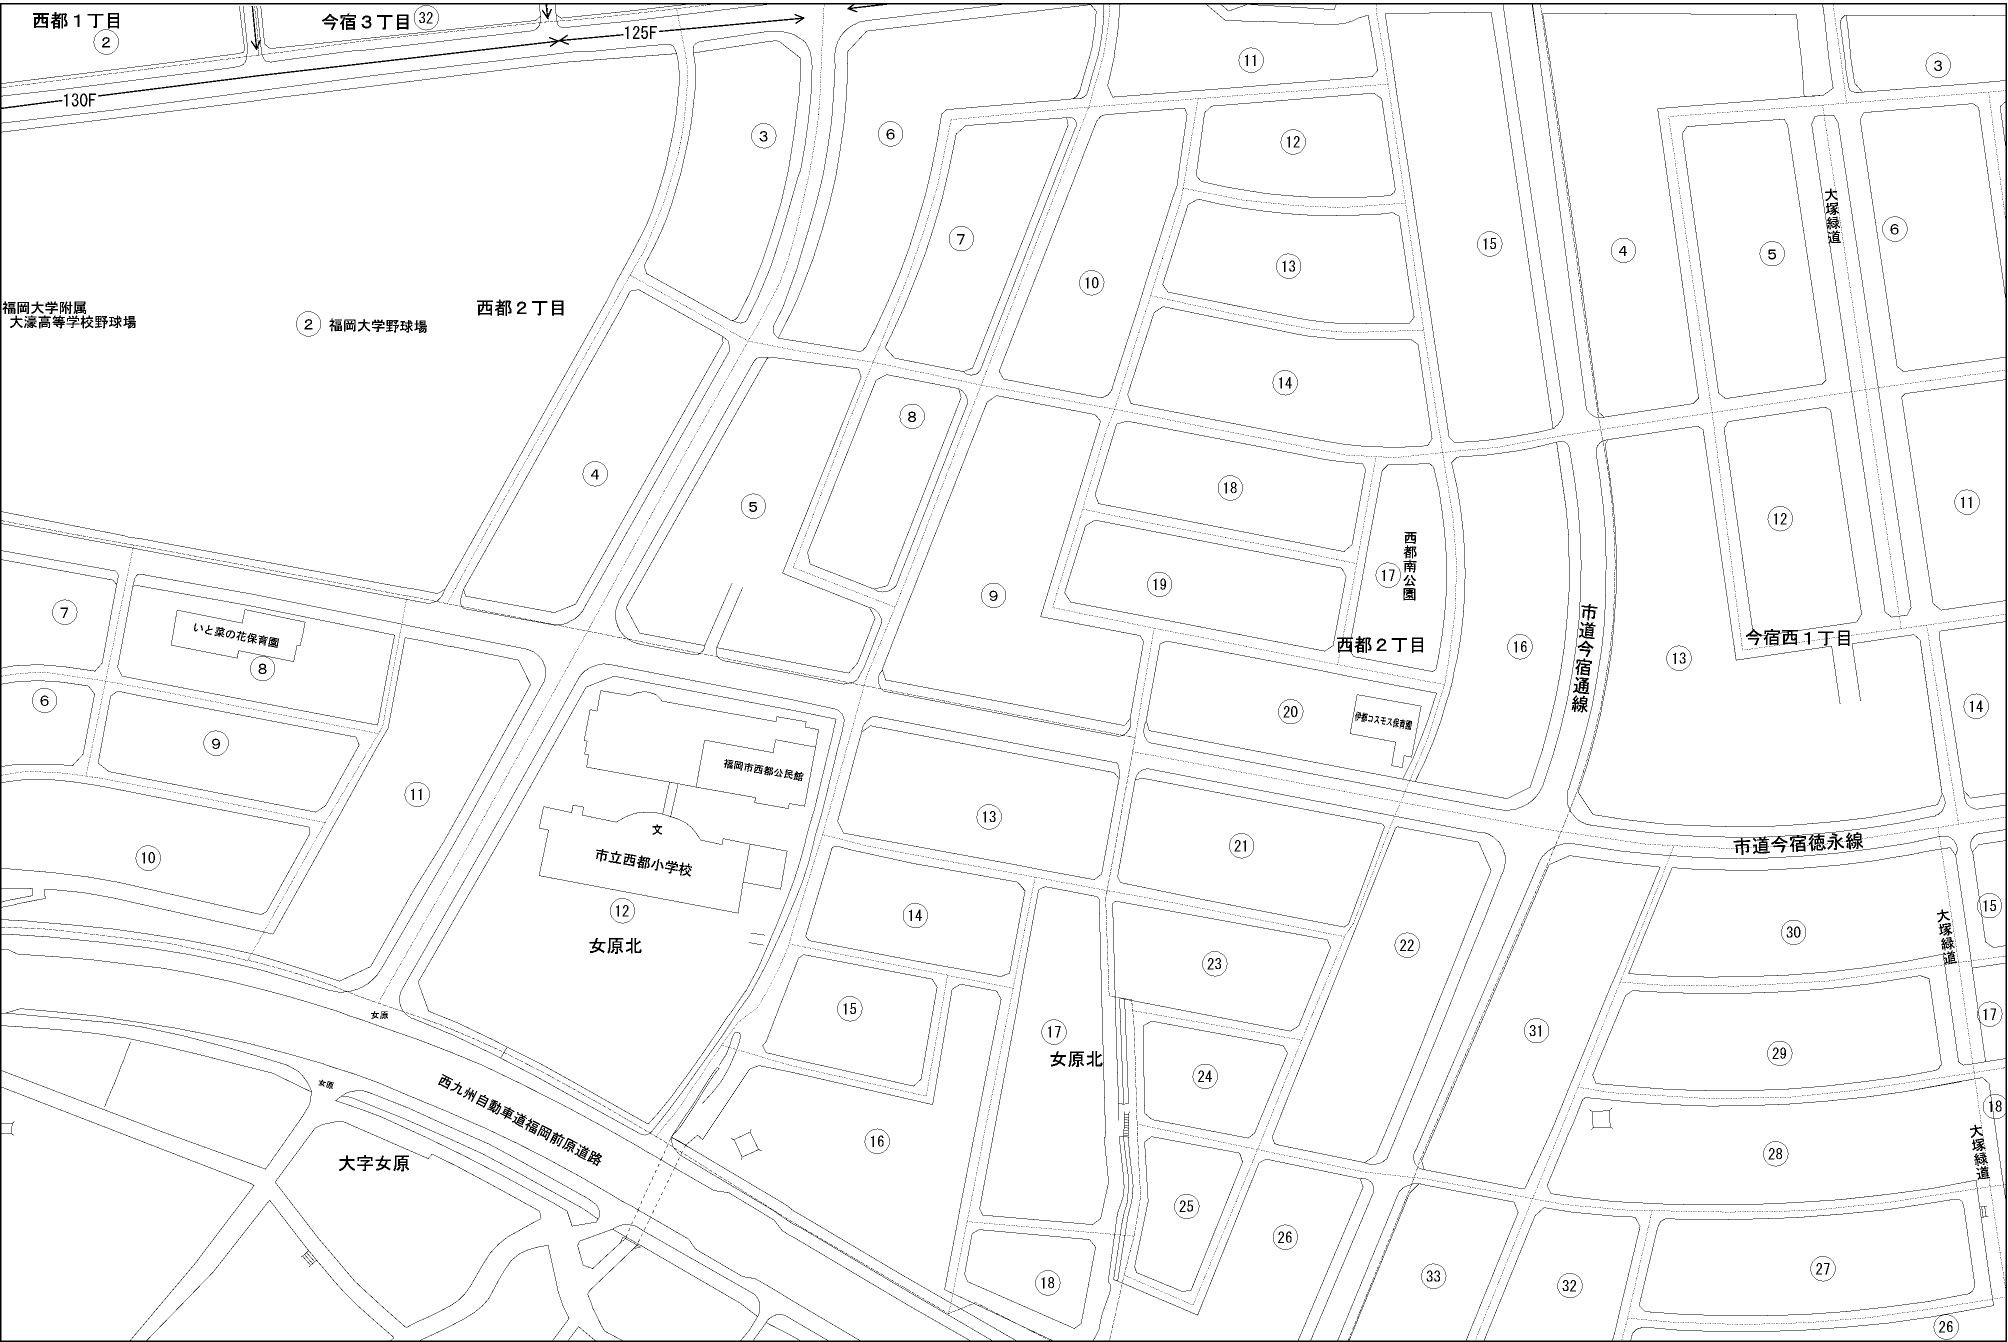 西都１丁目
②
今宿３丁目
㉜
125F
130F
③
⑪
③
⑥
⑫
④
⑤
大塚緑道
⑥
⑦
⑮
⑬
⑩
福岡大学附属
大濠高等学校野球場
② 福岡大学野球場
西都２丁目
⑭
⑧
④
⑤
⑱
⑫
⑪
西都南公園
⑰
⑲
⑨
⑦
いと菜の花保育園
⑧
西都２丁目
⑯
市道今宿通線
⑬
今宿西１丁目
⑥
⑨
⑳
伊都コスモス保育園
⑭
福岡市西都公民館
⑪
⑬
文
市立西都小学校
㉑
市道今宿徳永線
⑩
⑫
女原北
⑭
㉒
㉚
⑮
大塚緑道
㉓
⑮
女原
⑰
女原北
㉛
⑰
㉙
女原
西九州自動車道福岡前原道路
㉔
⑱
大字女原
⑯
㉘
大塚緑道
㉕
㉖
⑱
㉝
㉜
㉗
㉖